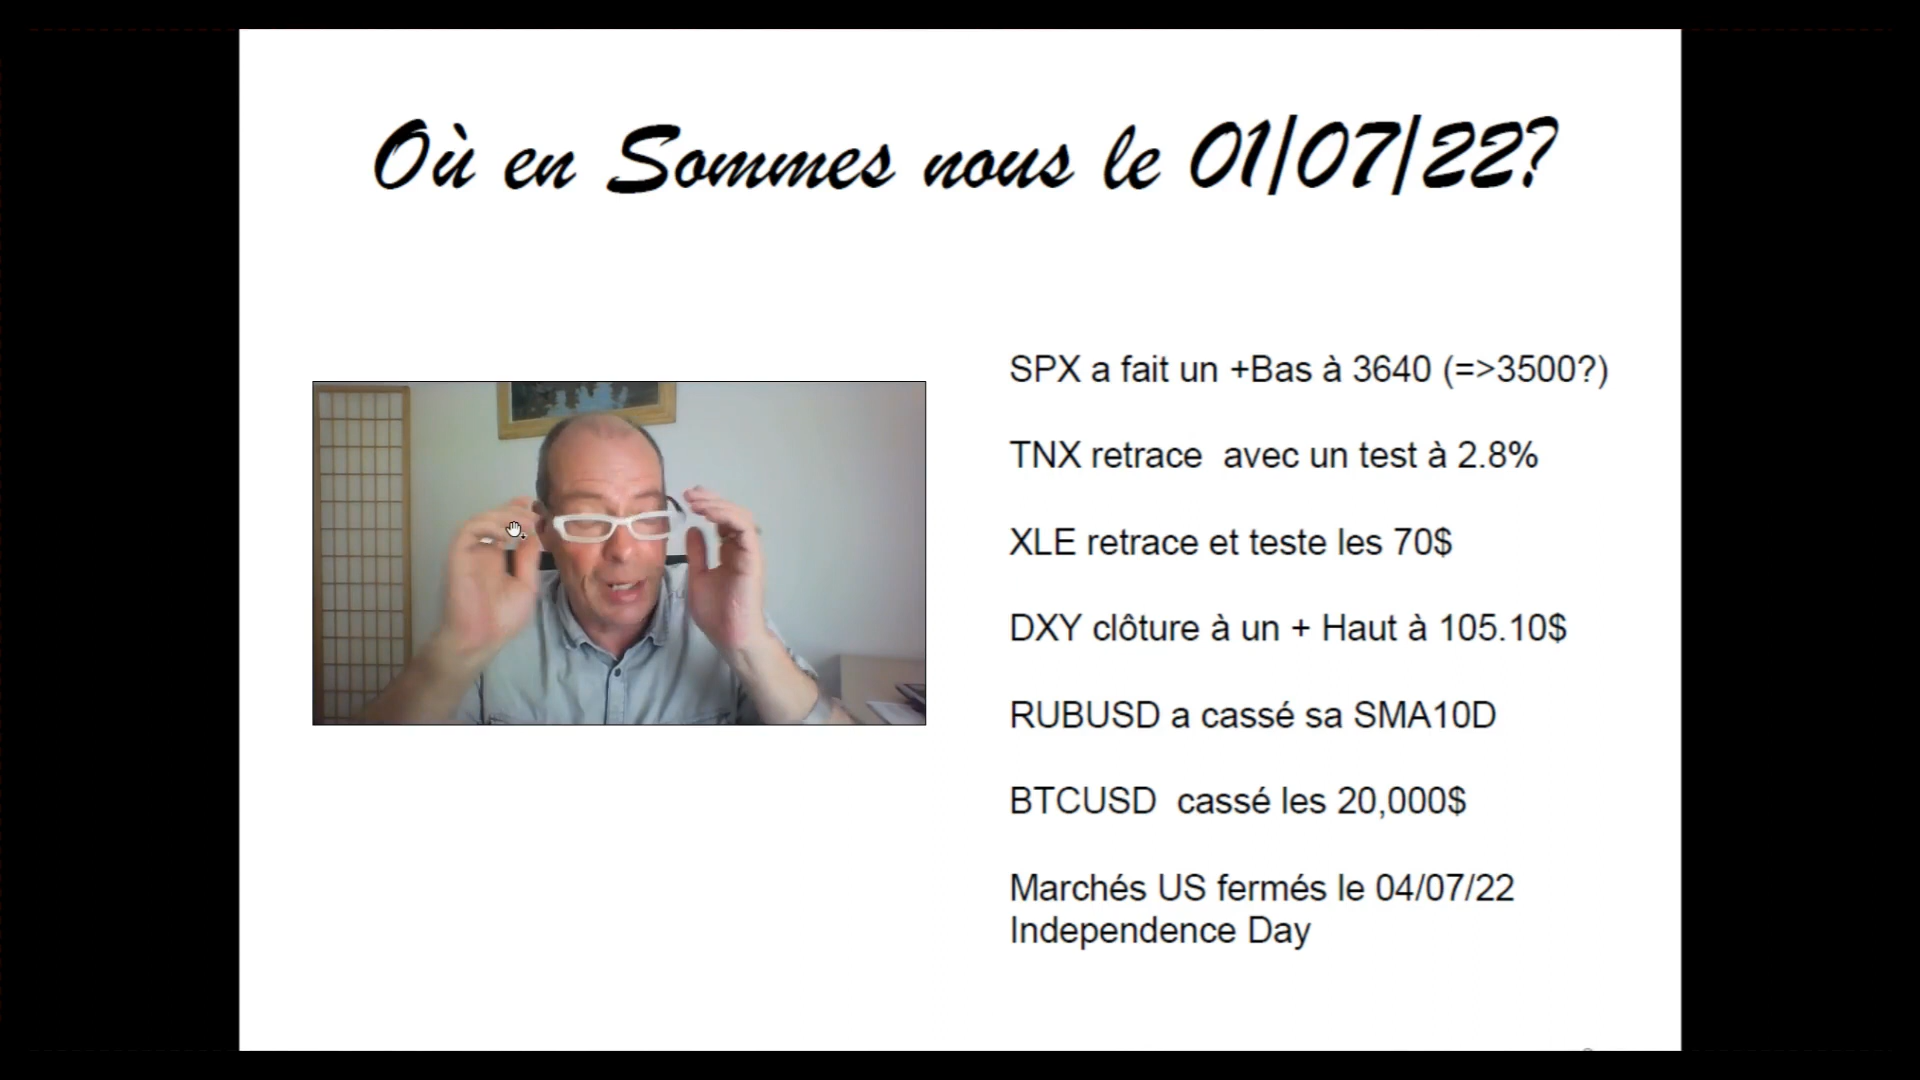 Où en Sommes nous le 01/07/22?
SPX a fait un +Bas à 3640 (=>3500?)
TNX retrace  avec un test à 2.8%
XLE retrace et teste les 70$
DXY clôture à un + Haut à 105.10$
RUBUSD a cassé sa SMA10D
BTCUSD  cassé les 20,000$
Marchés US fermés le 04/07/22
Independence Day